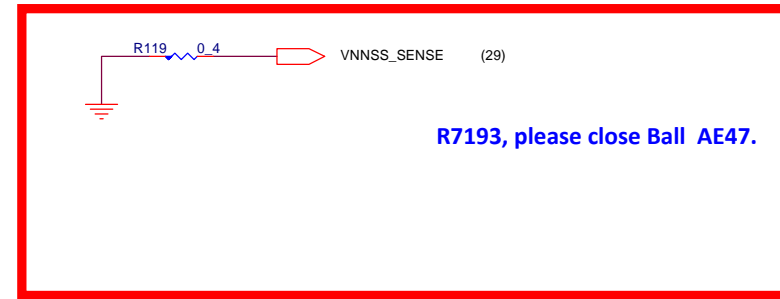 R119 0_4 VNNSS_SENSE (29)
R7193, please close Ball AE47.